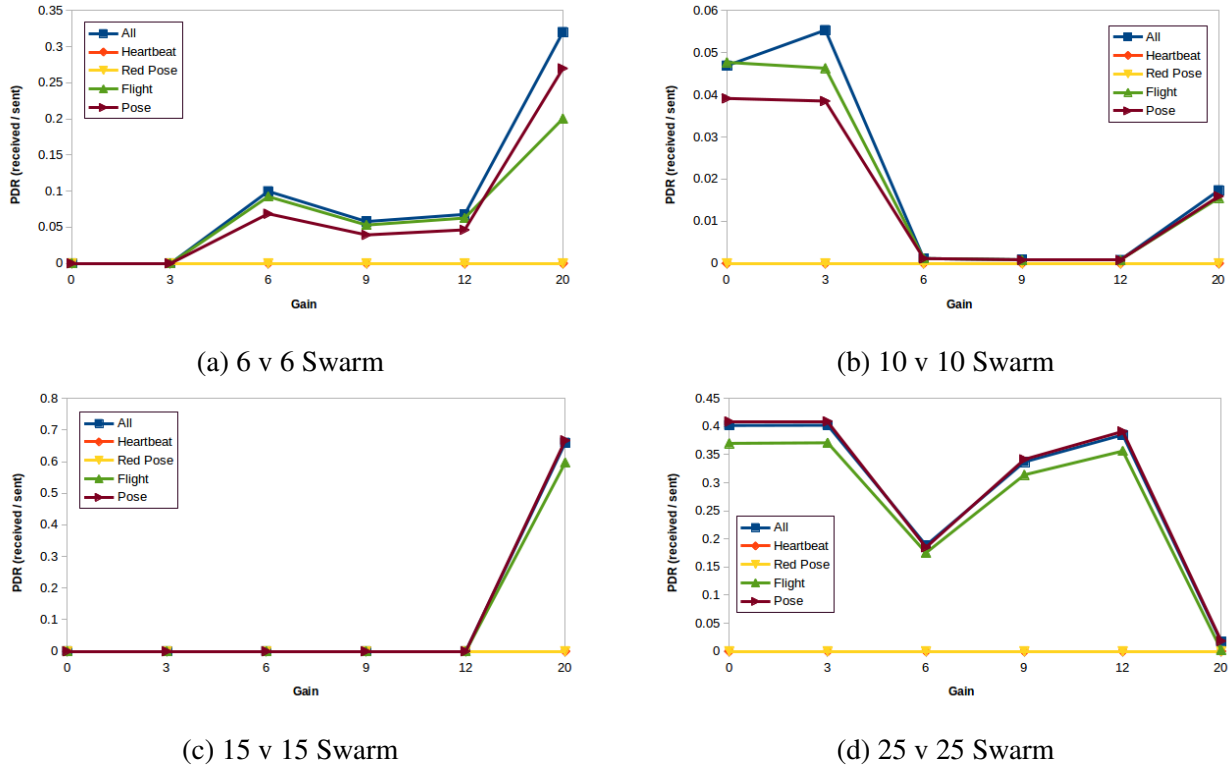 0.35
0.3
0.25
0.2
0.15
0.1
0.05
0
PDR (received / sent)
All
Heartbeat
Red Pose
Flight
Pose
0 3 6 9 12 20
Gain
(a) 6 v 6 Swarm
0.06
0.05
0.04
0.03
0.02
0.01
0
PDR (received / sent)
All
Heartbeat
Red Pose
Flight
Pose
0 3 6 9 12 20
Gain
(b) 10 v 10 Swarm
0.8
0.7
0.6
0.5
0.4
0.3
0.2
0.1
0
PDR (received / sent)
All
Heartbeat
Red Pose
Flight
Pose
0 3 6 9 12 20
Gain
(c) 15 v 15 Swarm
0.45
0.4
0.35
0.3
0.25
0.2
0.15
0.1
0.05
0
PDR (received / sent)
All
Heartbeat
Red Pose
Flight
Pose
0 3 6 9 12 20
Gain
(d) 25 v 25 Swarm